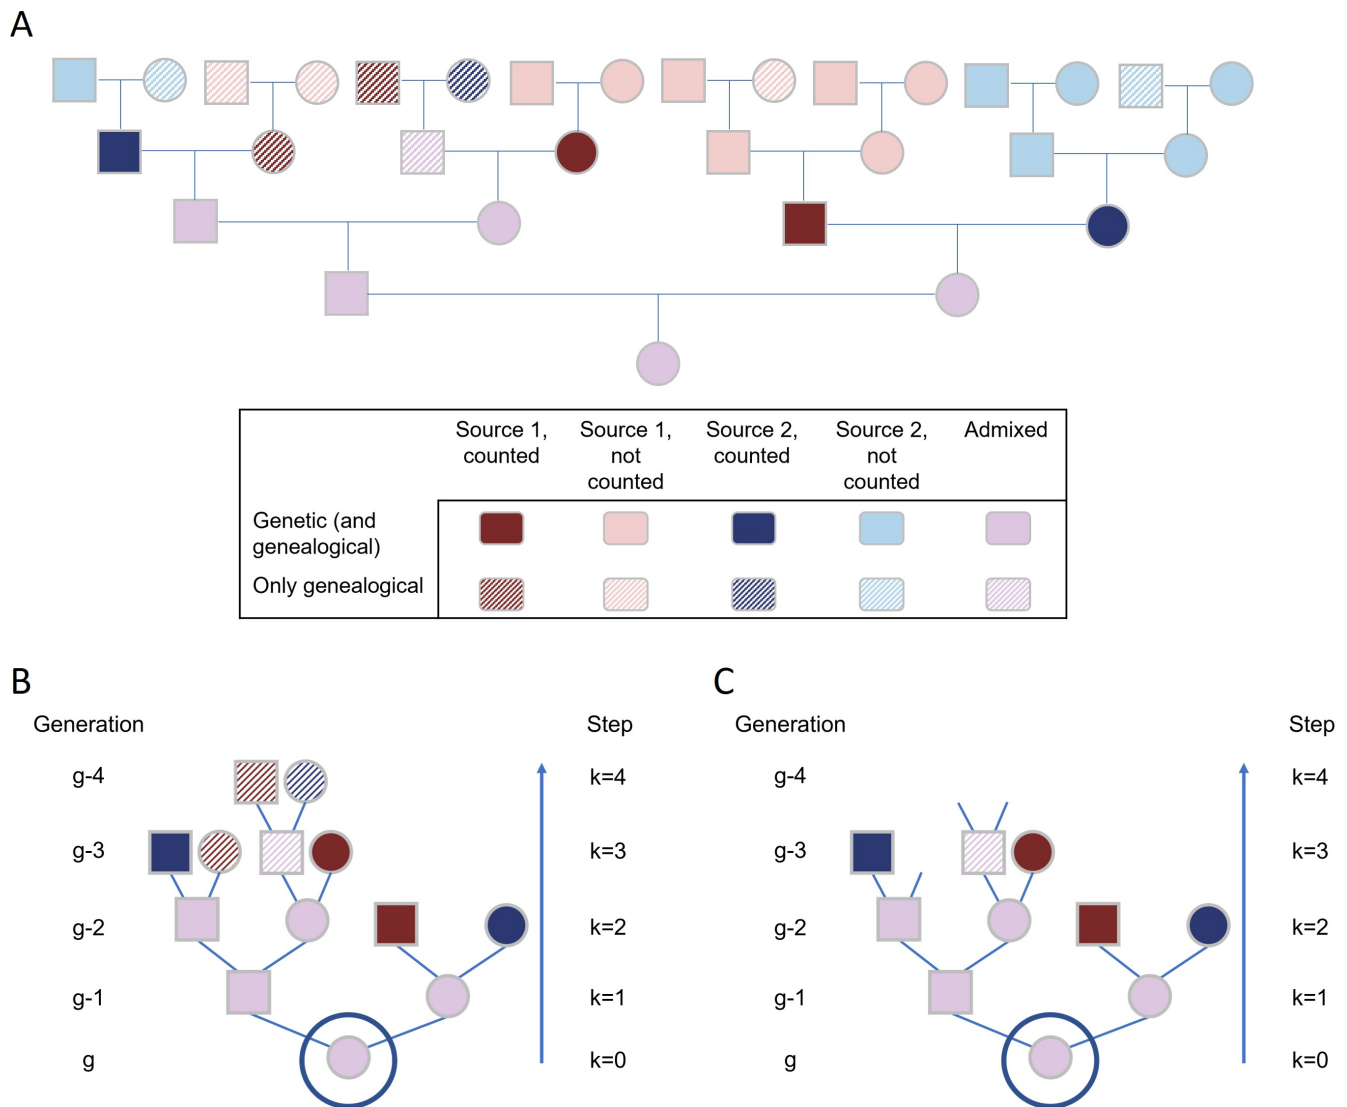 A
Source 1,
counted
Source 1,
not
counted
Source 2,
counted
Source 2,
not
counted
Admixed
Genetic (and
genealogical)
Only genealogical
B
Generation
Step
g-4
k=4
g-3
k=3
g-2
k=2
g-1
k=1
g
k=0
C
Generation
Step
g-4
k=4
g-3
k=3
g-2
k=2
g-1
k=1
g
k=0